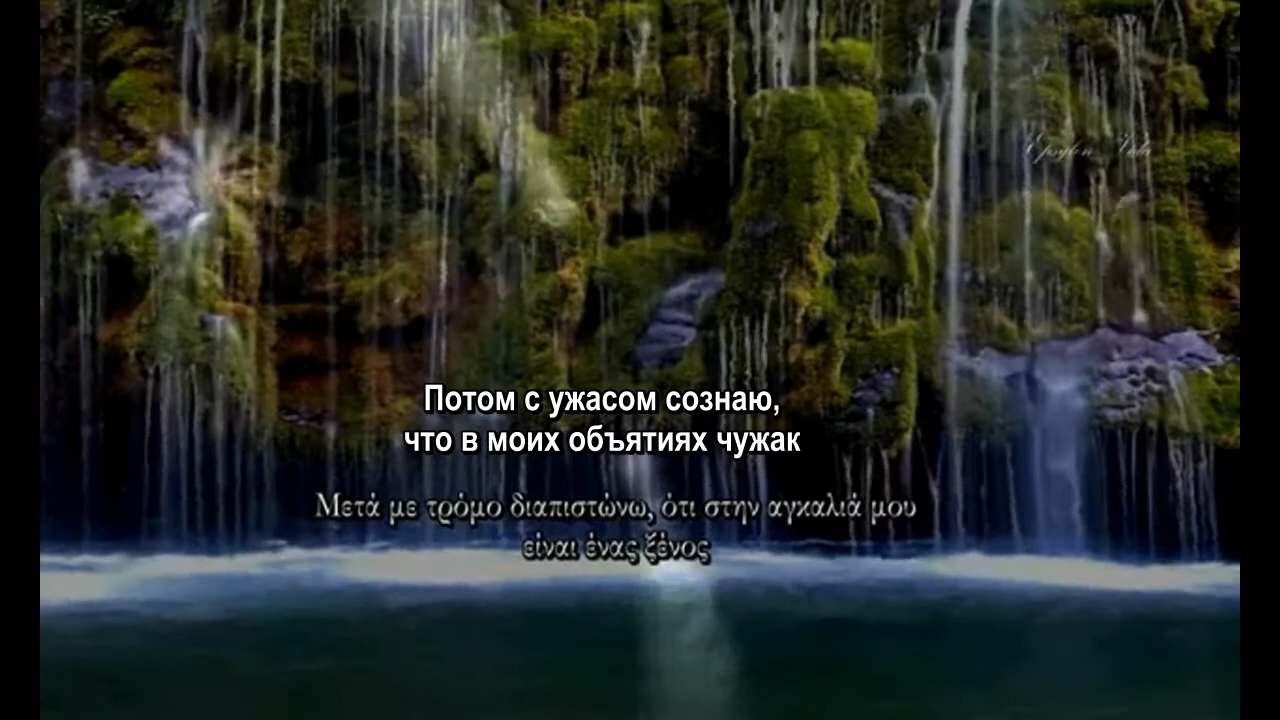 Потом с ужасом сознаю,
что в моих объятиях чужак
Μετά με τρόμο διαπιστώνω, ότι στην αγκαλιά μου
είναι ένας ξένος